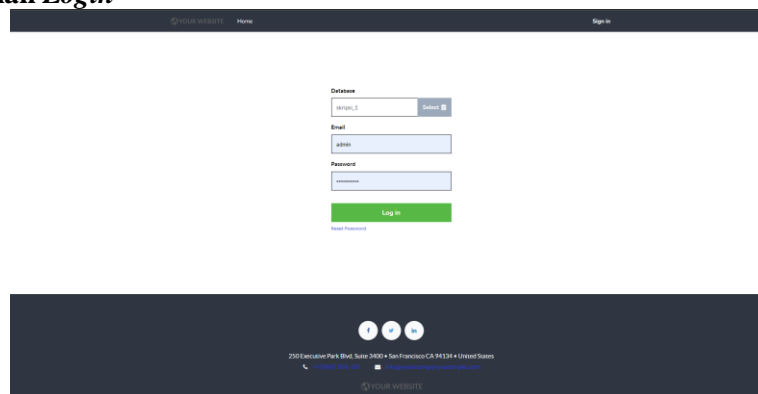 Login
YOUR WEBSITE Home Sign in
Database
skripsi_1 Select
Email
admin
Password
Log in
Reset Password
250 Executive Park Blvd, Suite 3400 • San Francisco CA 94134 • United States
YOUR WEBSITE